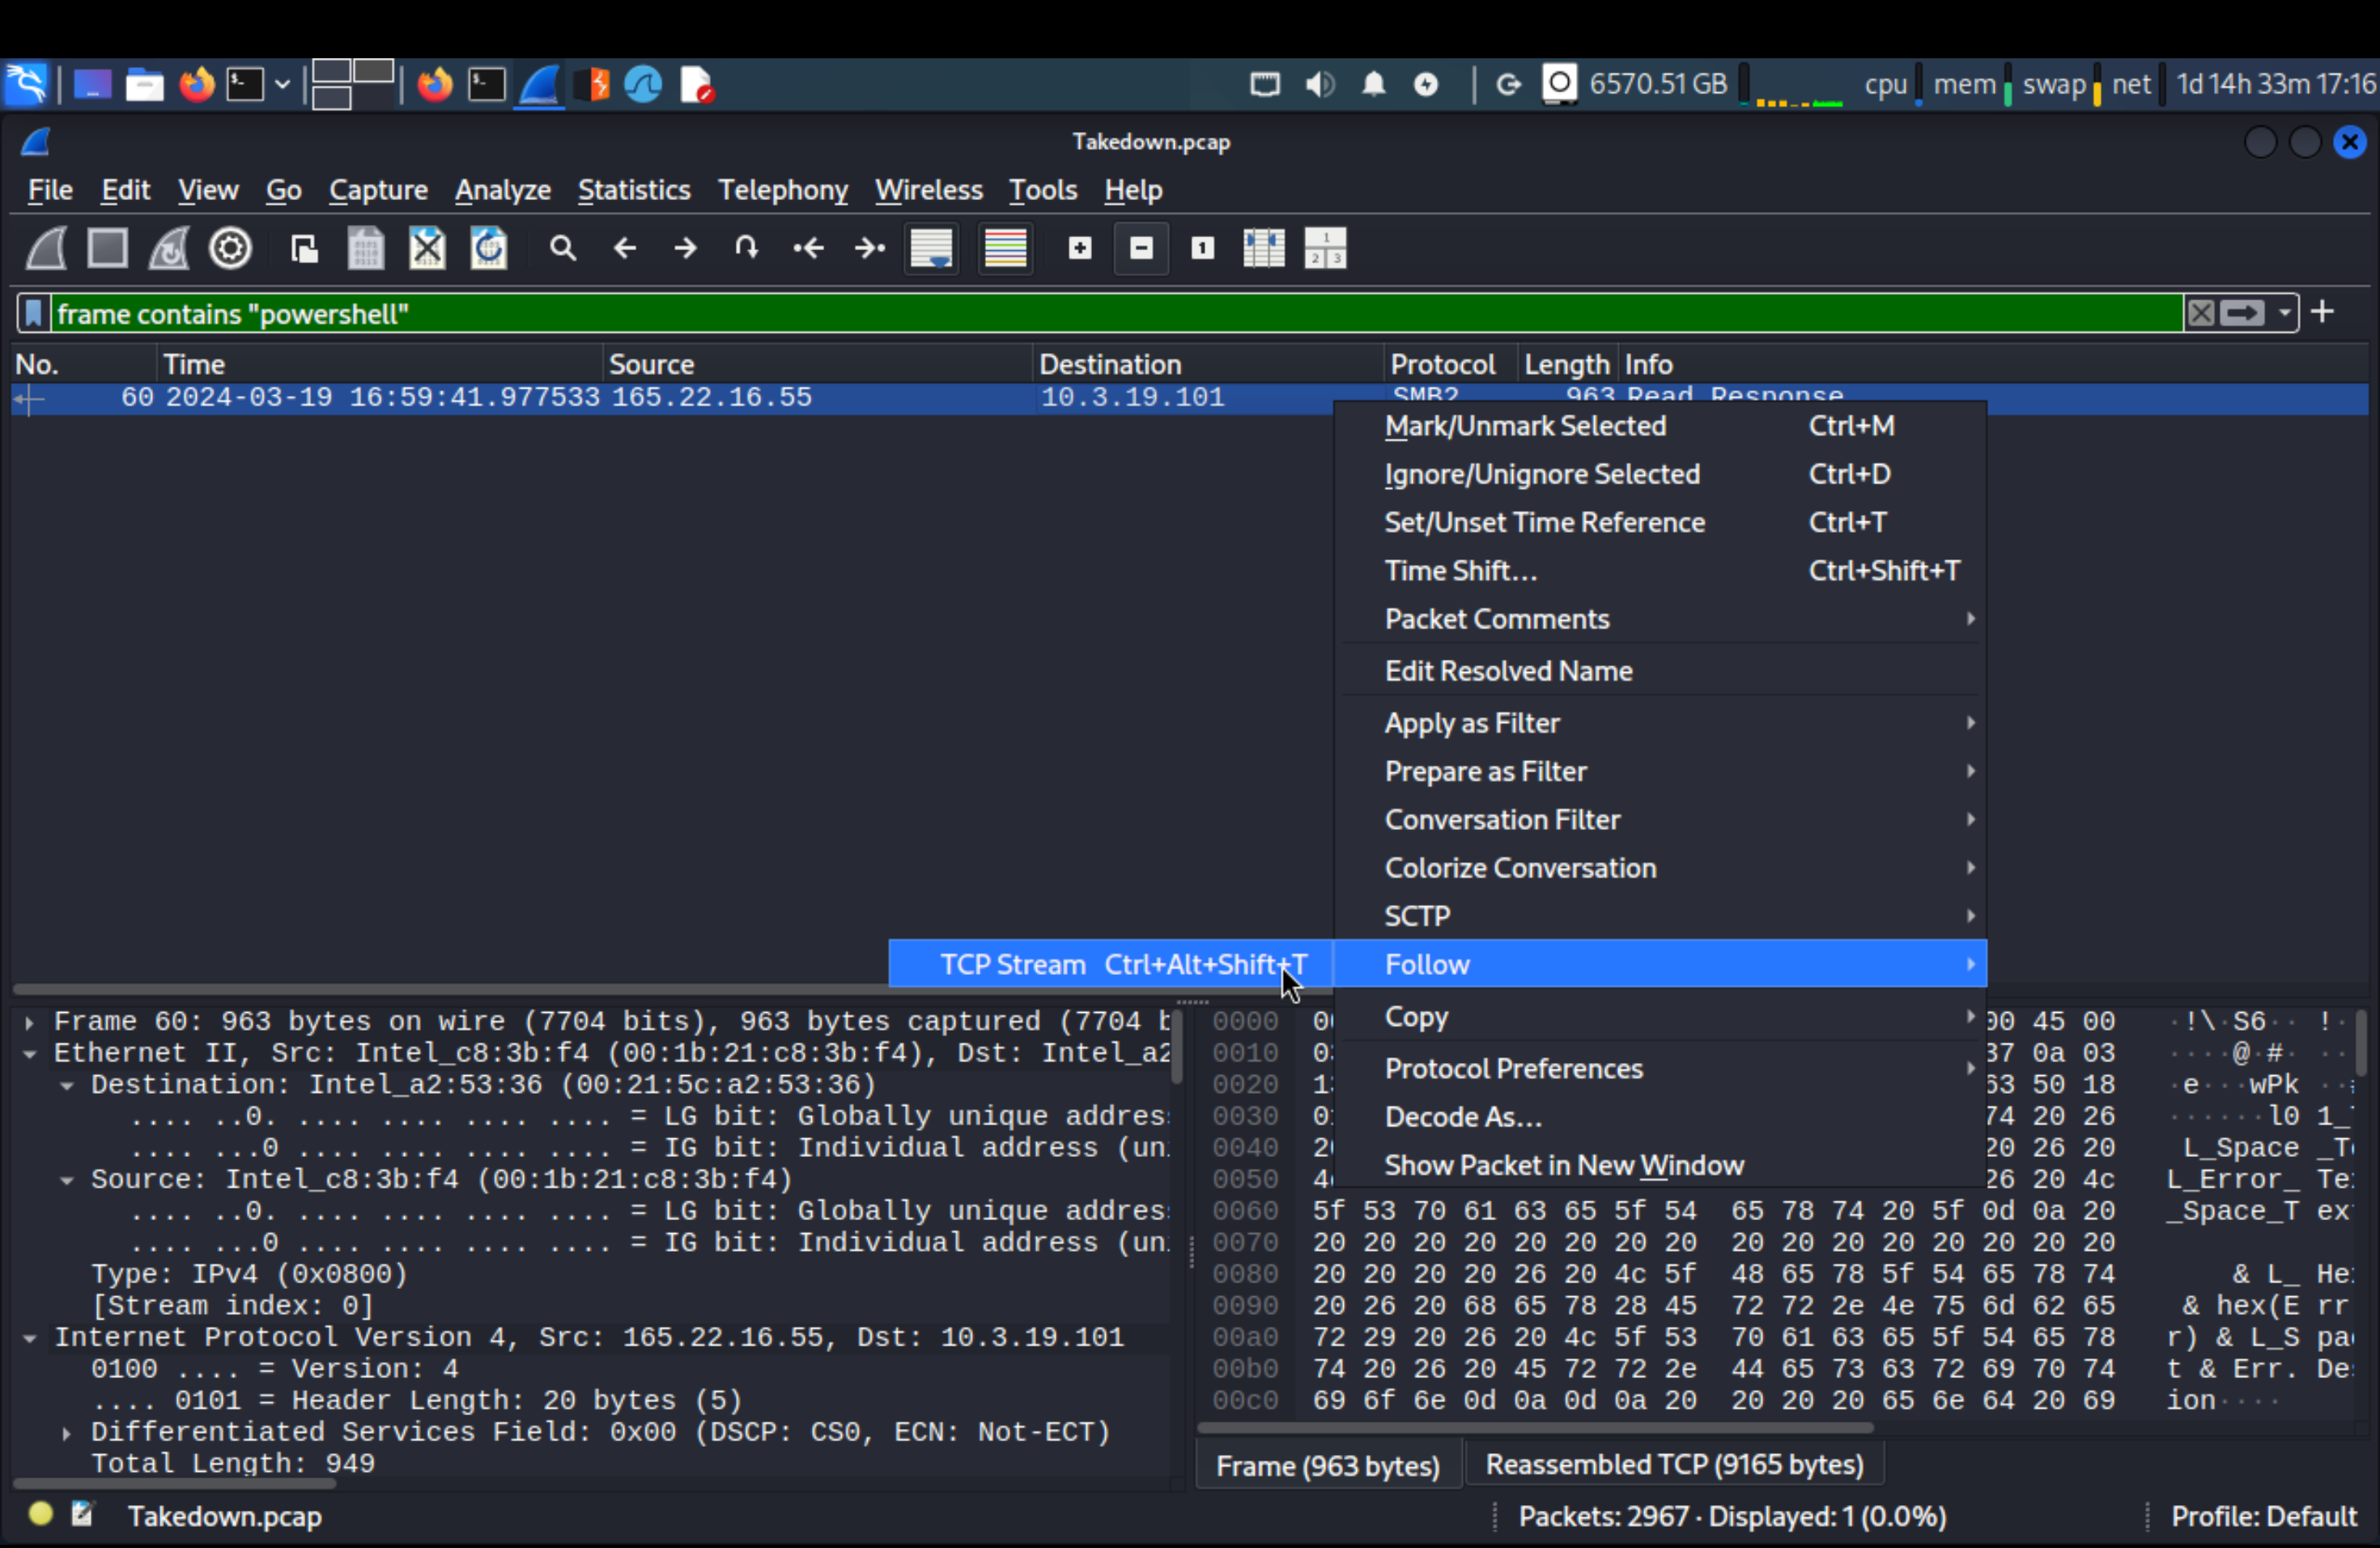 6570.51 GB cpu mem swap net 1d 14h 33m 17:16
Takedown.pcap
File Edit View Go Capture Analyze Statistics Telephony Wireless Tools Help
frame contains "powershell"
No. Time Source Destination Protocol Length Info
60 2024-03-19 16:59:41.977533 165.22.16.55 10.3.19.101 SMB2 963 Read Response
Mark/Unmark Selected Ctrl+M
Ignore/Unignore Selected Ctrl+D
Set/Unset Time Reference Ctrl+T
Time Shift... Ctrl+Shift+T
Packet Comments
Edit Resolved Name
Apply as Filter
Prepare as Filter
Conversation Filter
Colorize Conversation
SCTP
TCP Stream Ctrl+Alt+Shift+T Follow
Copy
Protocol Preferences
Decode As...
Show Packet in New Window
Frame 60: 963 bytes on wire (7704 bits), 963 bytes captured (7704 b
Ethernet II, Src: Intel_c8:3b:f4 (00:1b:21:c8:3b:f4), Dst: Intel_a2
Destination: Intel_a2:53:36 (00:21:5c:a2:53:36)
.... ..0. .... .... .... .... = LG bit: Globally unique address
.... ...0 .... .... .... .... = IG bit: Individual address (uni
Source: Intel_c8:3b:f4 (00:1b:21:c8:3b:f4)
.... ..0. .... .... .... .... = LG bit: Globally unique address
.... ...0 .... .... .... .... = IG bit: Individual address (uni
Type: IPv4 (0x0800)
[Stream index: 0]
Internet Protocol Version 4, Src: 165.22.16.55, Dst: 10.3.19.101
0100 .... = Version: 4
.... 0101 = Header Length: 20 bytes (5)
Differentiated Services Field: 0x00 (DSCP: CS0, ECN: Not-ECT)
Total Length: 949
0000 00 45 00 ·!\·S6·· !·
0010 37 0a 03 ····@·#· ··
0020 63 50 18 ·e···wPk ··
0030 74 20 26 ······l0 1_
0040 20 26 20 L_Space _T
0050 26 20 4c L_Error_ Te
0060 5f 53 70 61 63 65 5f 54 65 78 74 20 5f 0d 0a 20 _Space_T ex
0070 20 20 20 20 20 20 20 20 20 20 20 20 20 20 20 20
0080 20 20 20 20 26 20 4c 5f 48 65 78 5f 54 65 78 74 & L_ He
0090 20 26 20 68 65 78 28 45 72 72 2e 4e 75 6d 62 65 & hex(E rr
00a0 72 29 20 26 20 4c 5f 53 70 61 63 65 5f 54 65 78 r) & L_S pa
00b0 74 20 26 20 45 72 72 2e 44 65 73 63 72 69 70 74 t & Err. De
00c0 69 6f 6e 0d 0a 0d 0a 20 20 20 20 65 6e 64 20 69 ion····
Frame (963 bytes) Reassembled TCP (9165 bytes)
Takedown.pcap Packets: 2967 · Displayed: 1 (0.0%) Profile: Default